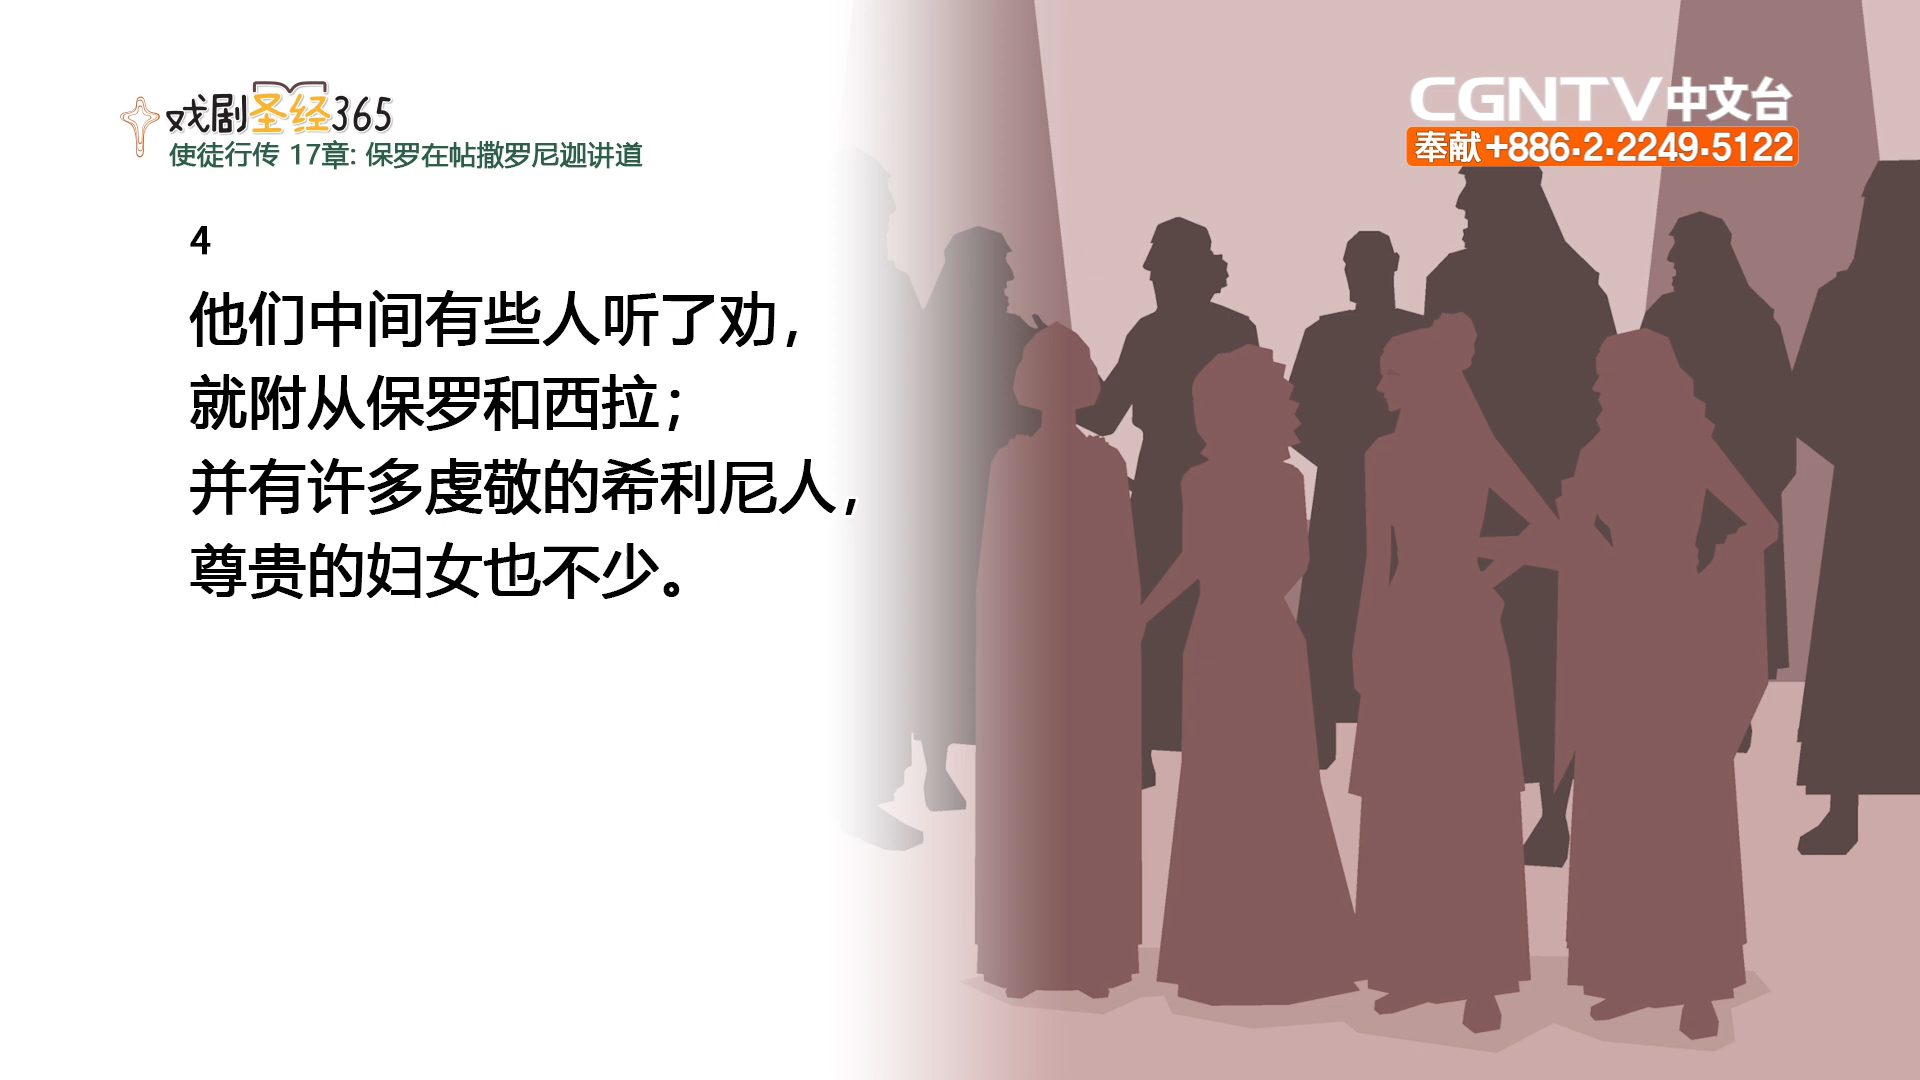 戏剧圣经365
使徒行传 17章: 保罗在帖撒罗尼迦讲道
CGNTV中文台
奉献+886·2·2249·5122
4
他们中间有些人听了劝，
就附从保罗和西拉；
并有许多虔敬的希利尼人，
尊贵的妇女也不少。